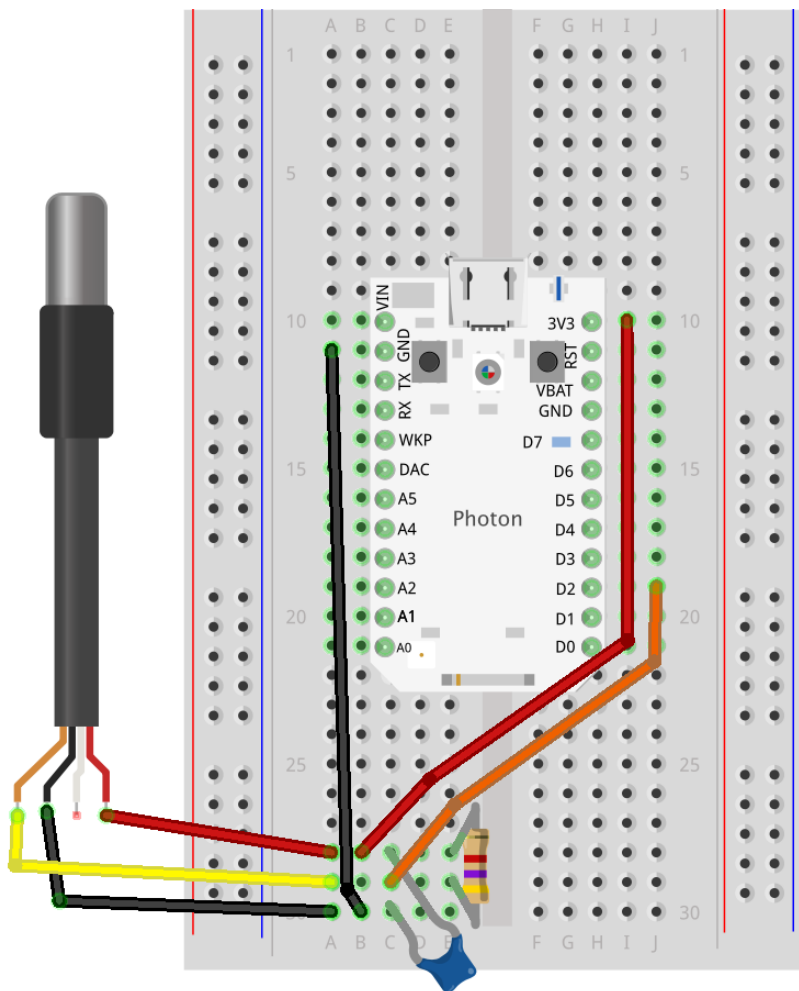 A B C D E F G H I J
1 1
5 5
VIN
10 3V3 10
GND RST
TX VBAT
RX GND
WKP D7
15 DAC D6 15
A5 D5
A4 Photon D4
A3 D3
A2 D2
20 A1 D1 20
A0 D0
25 25
30 30
A B C D E F G H I J